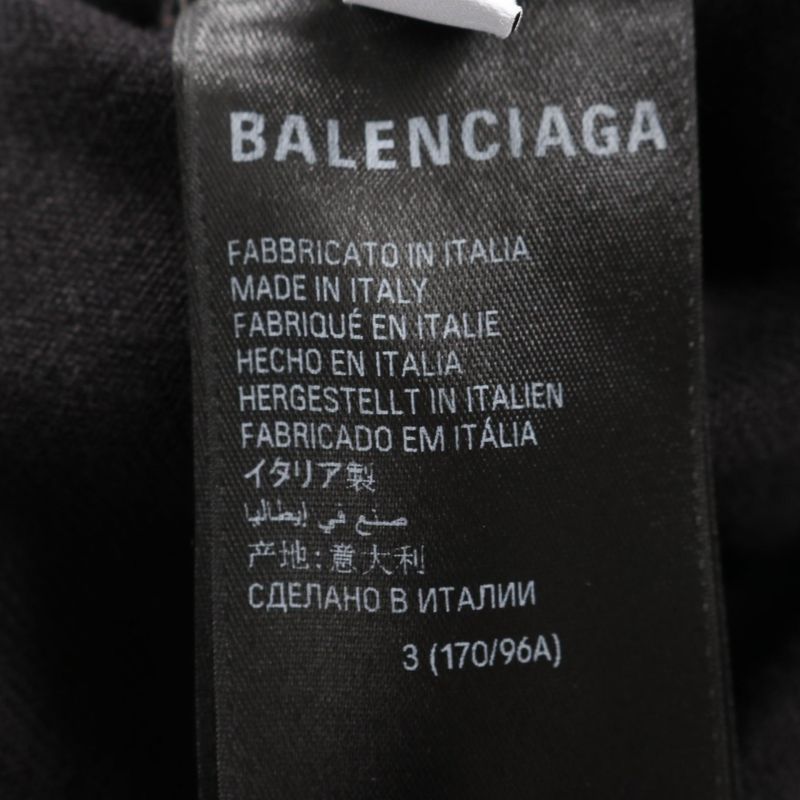 BALENCIAGA
FABBRICATO IN ITALIA
MADE IN ITALY
FABRIQUÉ EN ITALIE
HECHO EN ITALIA
HERGESTELLT IN ITALIEN
FABRICADO EM ITÁLIA
イタリア製
صنع في إيطاليا
产地:意大利
СДЕЛАНО В ИТАЛИИ
3 (170/96A)